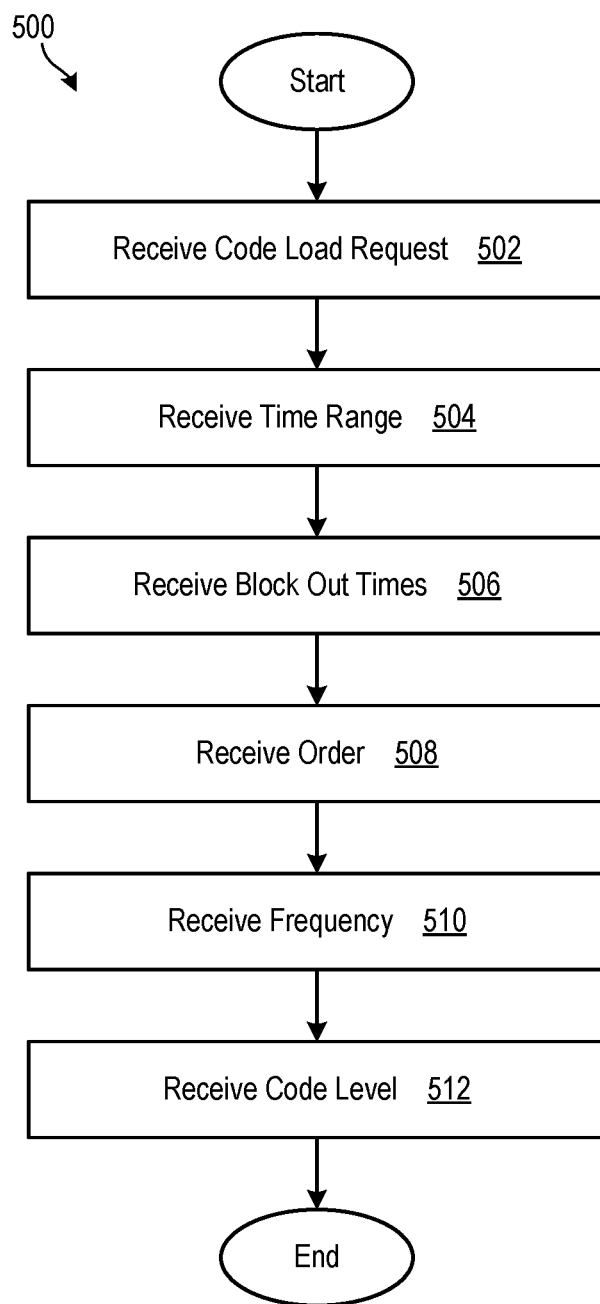 500
Start
Receive Code Load Request 502
Receive Time Range 504
Receive Block Out Times 506
Receive Order 508
Receive Frequency 510
Receive Code Level 512
End